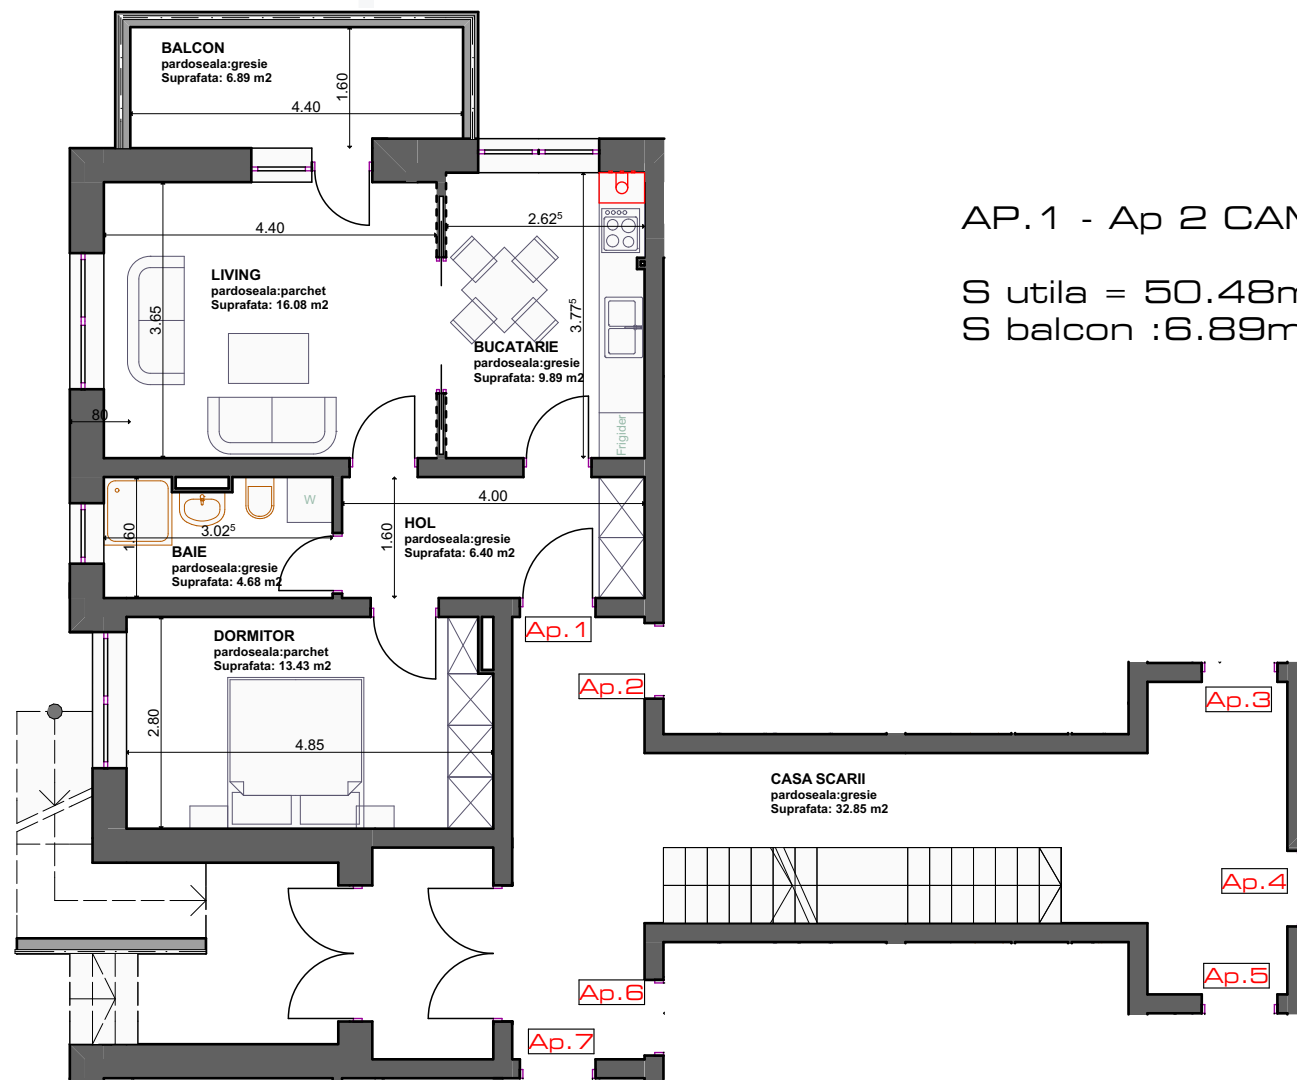 BALCON
pardoseala:gresie
Suprafata: 6.89 m2
1.60
4.40
AP.1 - Ap 2 CAN
S utila = 50.48m
S balcon :6.89m
4.40
2.62⁵
LIVING
pardoseala:parchet
Suprafata: 16.08 m2
3.65
3.77⁵
BUCATARIE
pardoseala:gresie
Suprafata: 9.89 m2
80
Frigider
W
4.00
3.02⁵
1.60
BAIE
pardoseala:gresie
Suprafata: 4.68 m2
1.60
HOL
pardoseala:gresie
Suprafata: 6.40 m2
Ap.1
DORMITOR
pardoseala:parchet
Suprafata: 13.43 m2
Ap.2
Ap.3
2.80
4.85
CASA SCARII
pardoseala:gresie
Suprafata: 32.85 m2
Ap.4
Ap.5
Ap.6
Ap.7